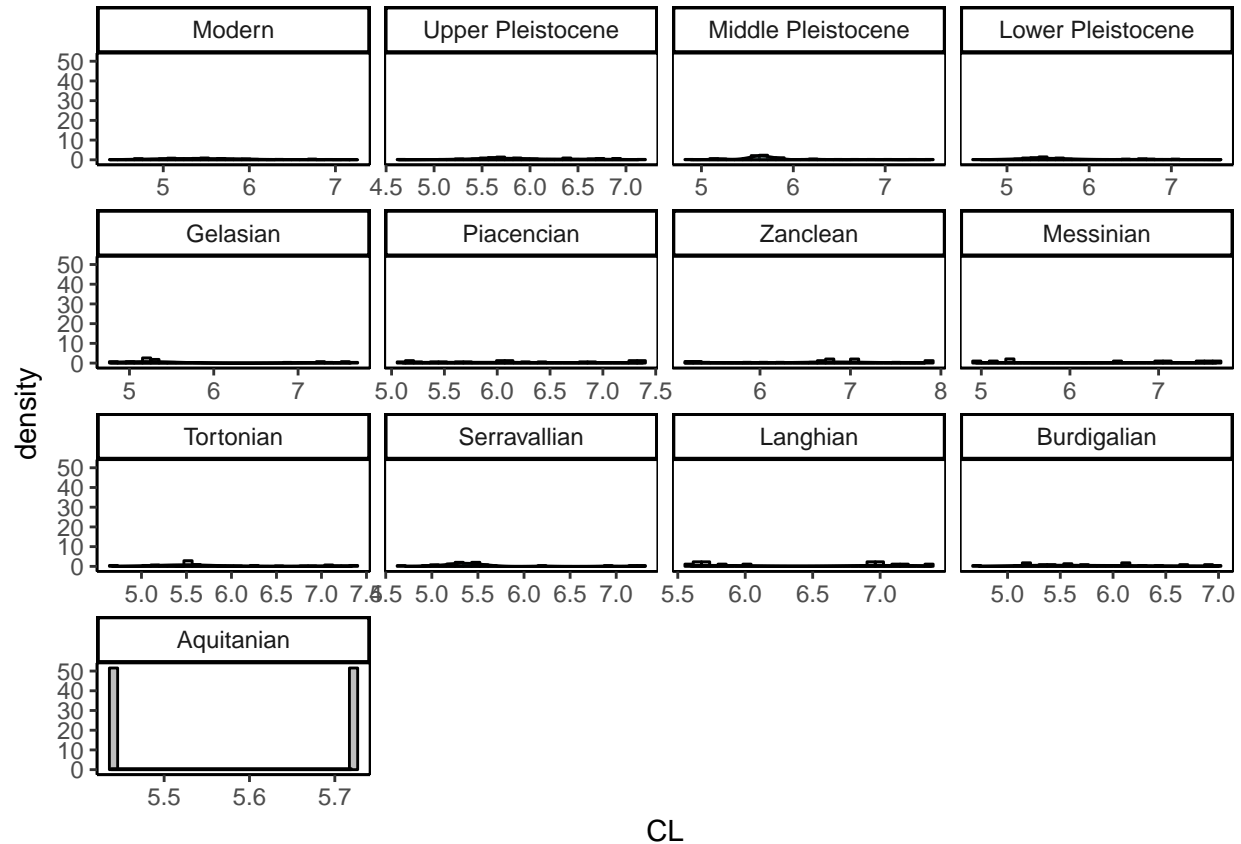 Modern Upper Pleistocene Middle Pleistocene Lower Pleistocene
50
40
30
20
10
0
5 6 7 4.5 5.0 5.5 6.0 6.5 7.0 5 6 7 5 6 7
Gelasian Piacencian Zanclean Messinian
50
40
30
20
10
0
5 6 7 5.0 5.5 6.0 6.5 7.0 7.5 6 7 8 5 6 7
density
Tortonian Serravallian Langhian Burdigalian
50
40
30
20
10
0
5.0 5.5 6.0 6.5 7.0 7.5 4.5 5.0 5.5 6.0 6.5 7.0 5.5 6.0 6.5 7.0 5.0 5.5 6.0 6.5 7.0
Aquitanian
50
40
30
20
10
0
5.5 5.6 5.7
CL